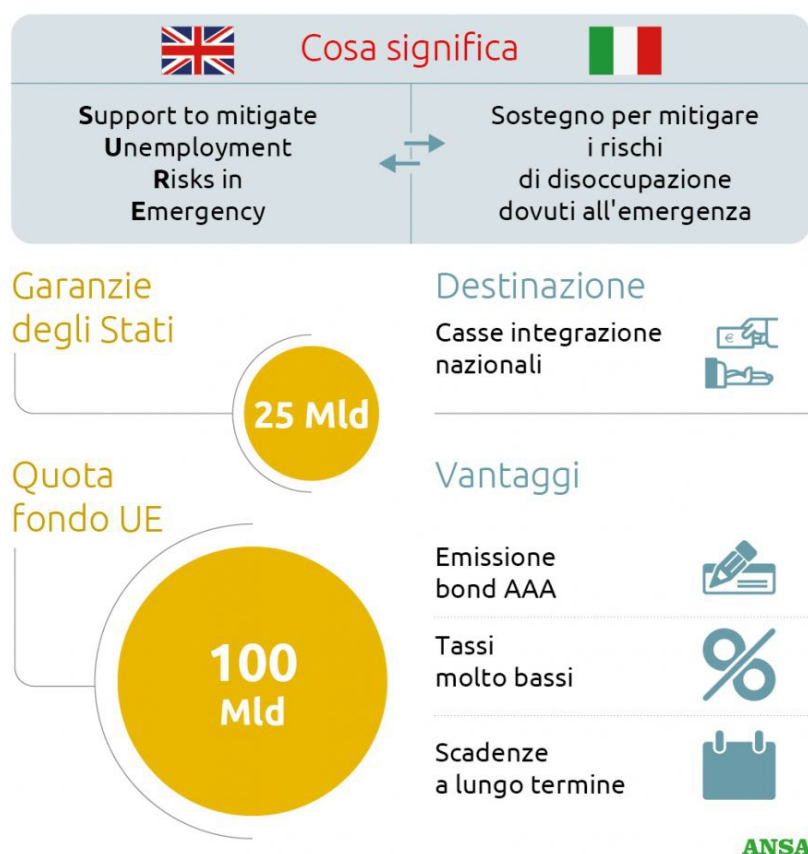 Cosa significa
Support to mitigate
Unemployment
Risks in
Emergency
Sostegno per mitigare
i rischi
di disoccupazione
dovuti all'emergenza
Garanzie
degli Stati
25 Mld
Destinazione
Casse integrazione
nazionali
€
Quota
fondo UE
100
Mld
Vantaggi
Emissione
bond AAA
Tassi
molto bassi
%
Scadenze
a lungo termine
ANSA